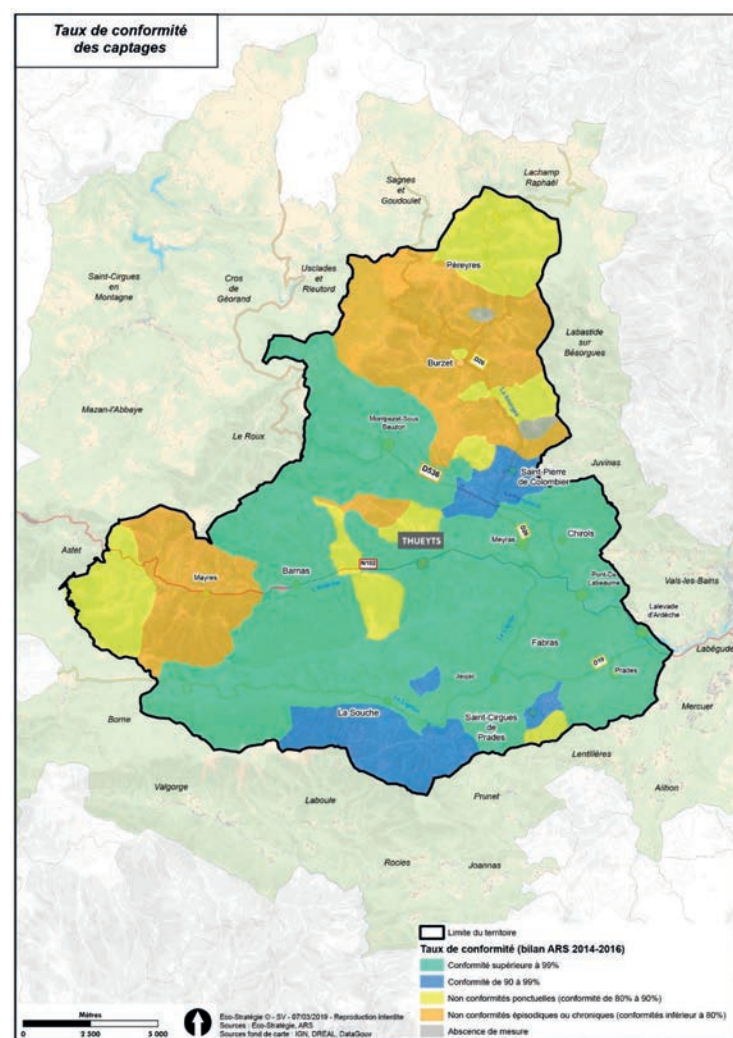 Taux de conformité
des captages
Sagnes
et
Goudoulet
Lachamp
Raphaël
Péreyres
Saint-Cirgues
en
Montagne
Cros
de
Géorand
Usclades
et
Rieutord
Labastide
sur
Bésorgues
Burzet
D26
Mazan-l'Abbaye
Le Roux
Montpezat-Sous
Bauzon
D536
Saint-Pierre
de Colombier
Juvinas
Astet
Mayres
Barnas
N102
THUEYTS
Meyras
D26
Chirols
Pont-De
Labeaume
Vals-les-Bains
Lalevade
d'Ardèche
Labégude
Fabras
D19
Prades
Jaujac
Mercuer
Borne
La Souche
Saint-Cirgues
de
Prades
Lentillères
Ailbon
Valgorge
Laboule
Prunet
Rocles
Joannas
Limite du territoire
Taux de conformité (bilan ARS 2014-2016)
Conformité supérieure à 99%
Conformité de 90 à 99%
Non conformités ponctuelles (conformité de 80% à 90%)
Non conformités épisodiques ou chroniques (conformités inférieur à 80%)
Absence de mesure
Mètres
0 2 500 5 000
Eco-Stratégie © - SV - 07/03/2019 - Reproduction interdite
Sources : Eco-Stratégie, ARS
Sources fond de carte : IGN, DREAL, DataGouv